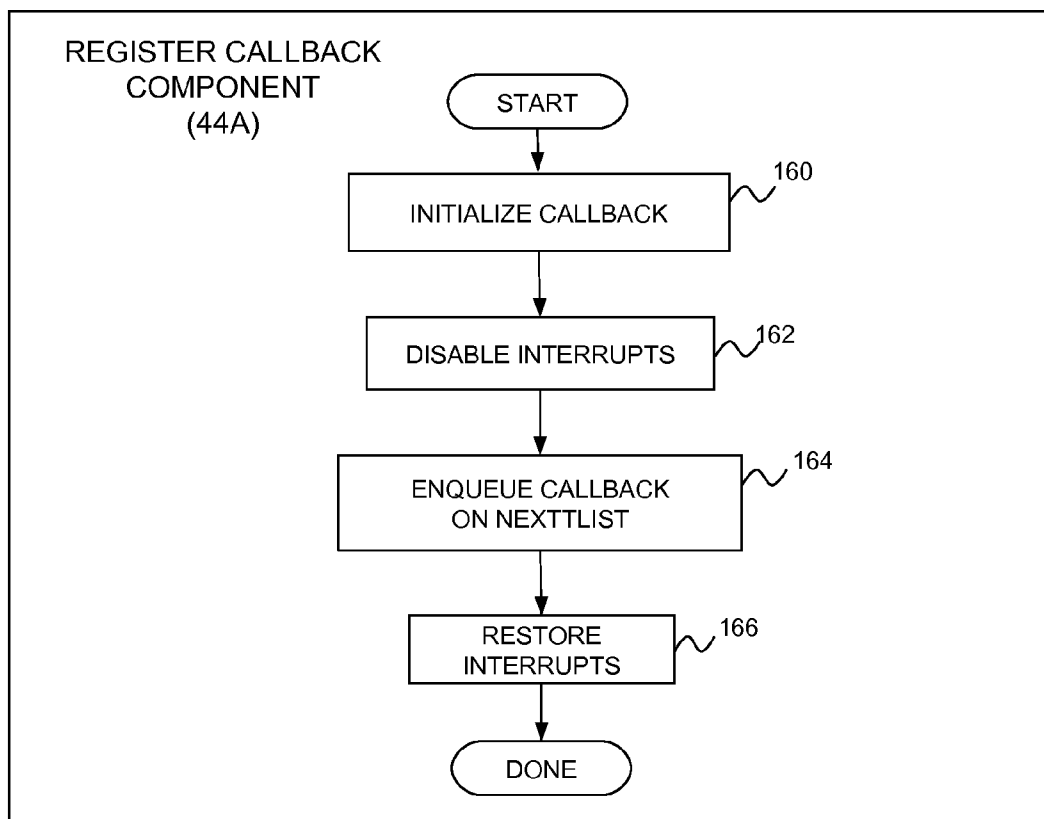 REGISTER CALLBACK
COMPONENT
(44A)
START
160
INITIALIZE CALLBACK
162
DISABLE INTERRUPTS
164
ENQUEUE CALLBACK
ON NEXTTLIST
166
RESTORE
INTERRUPTS
DONE